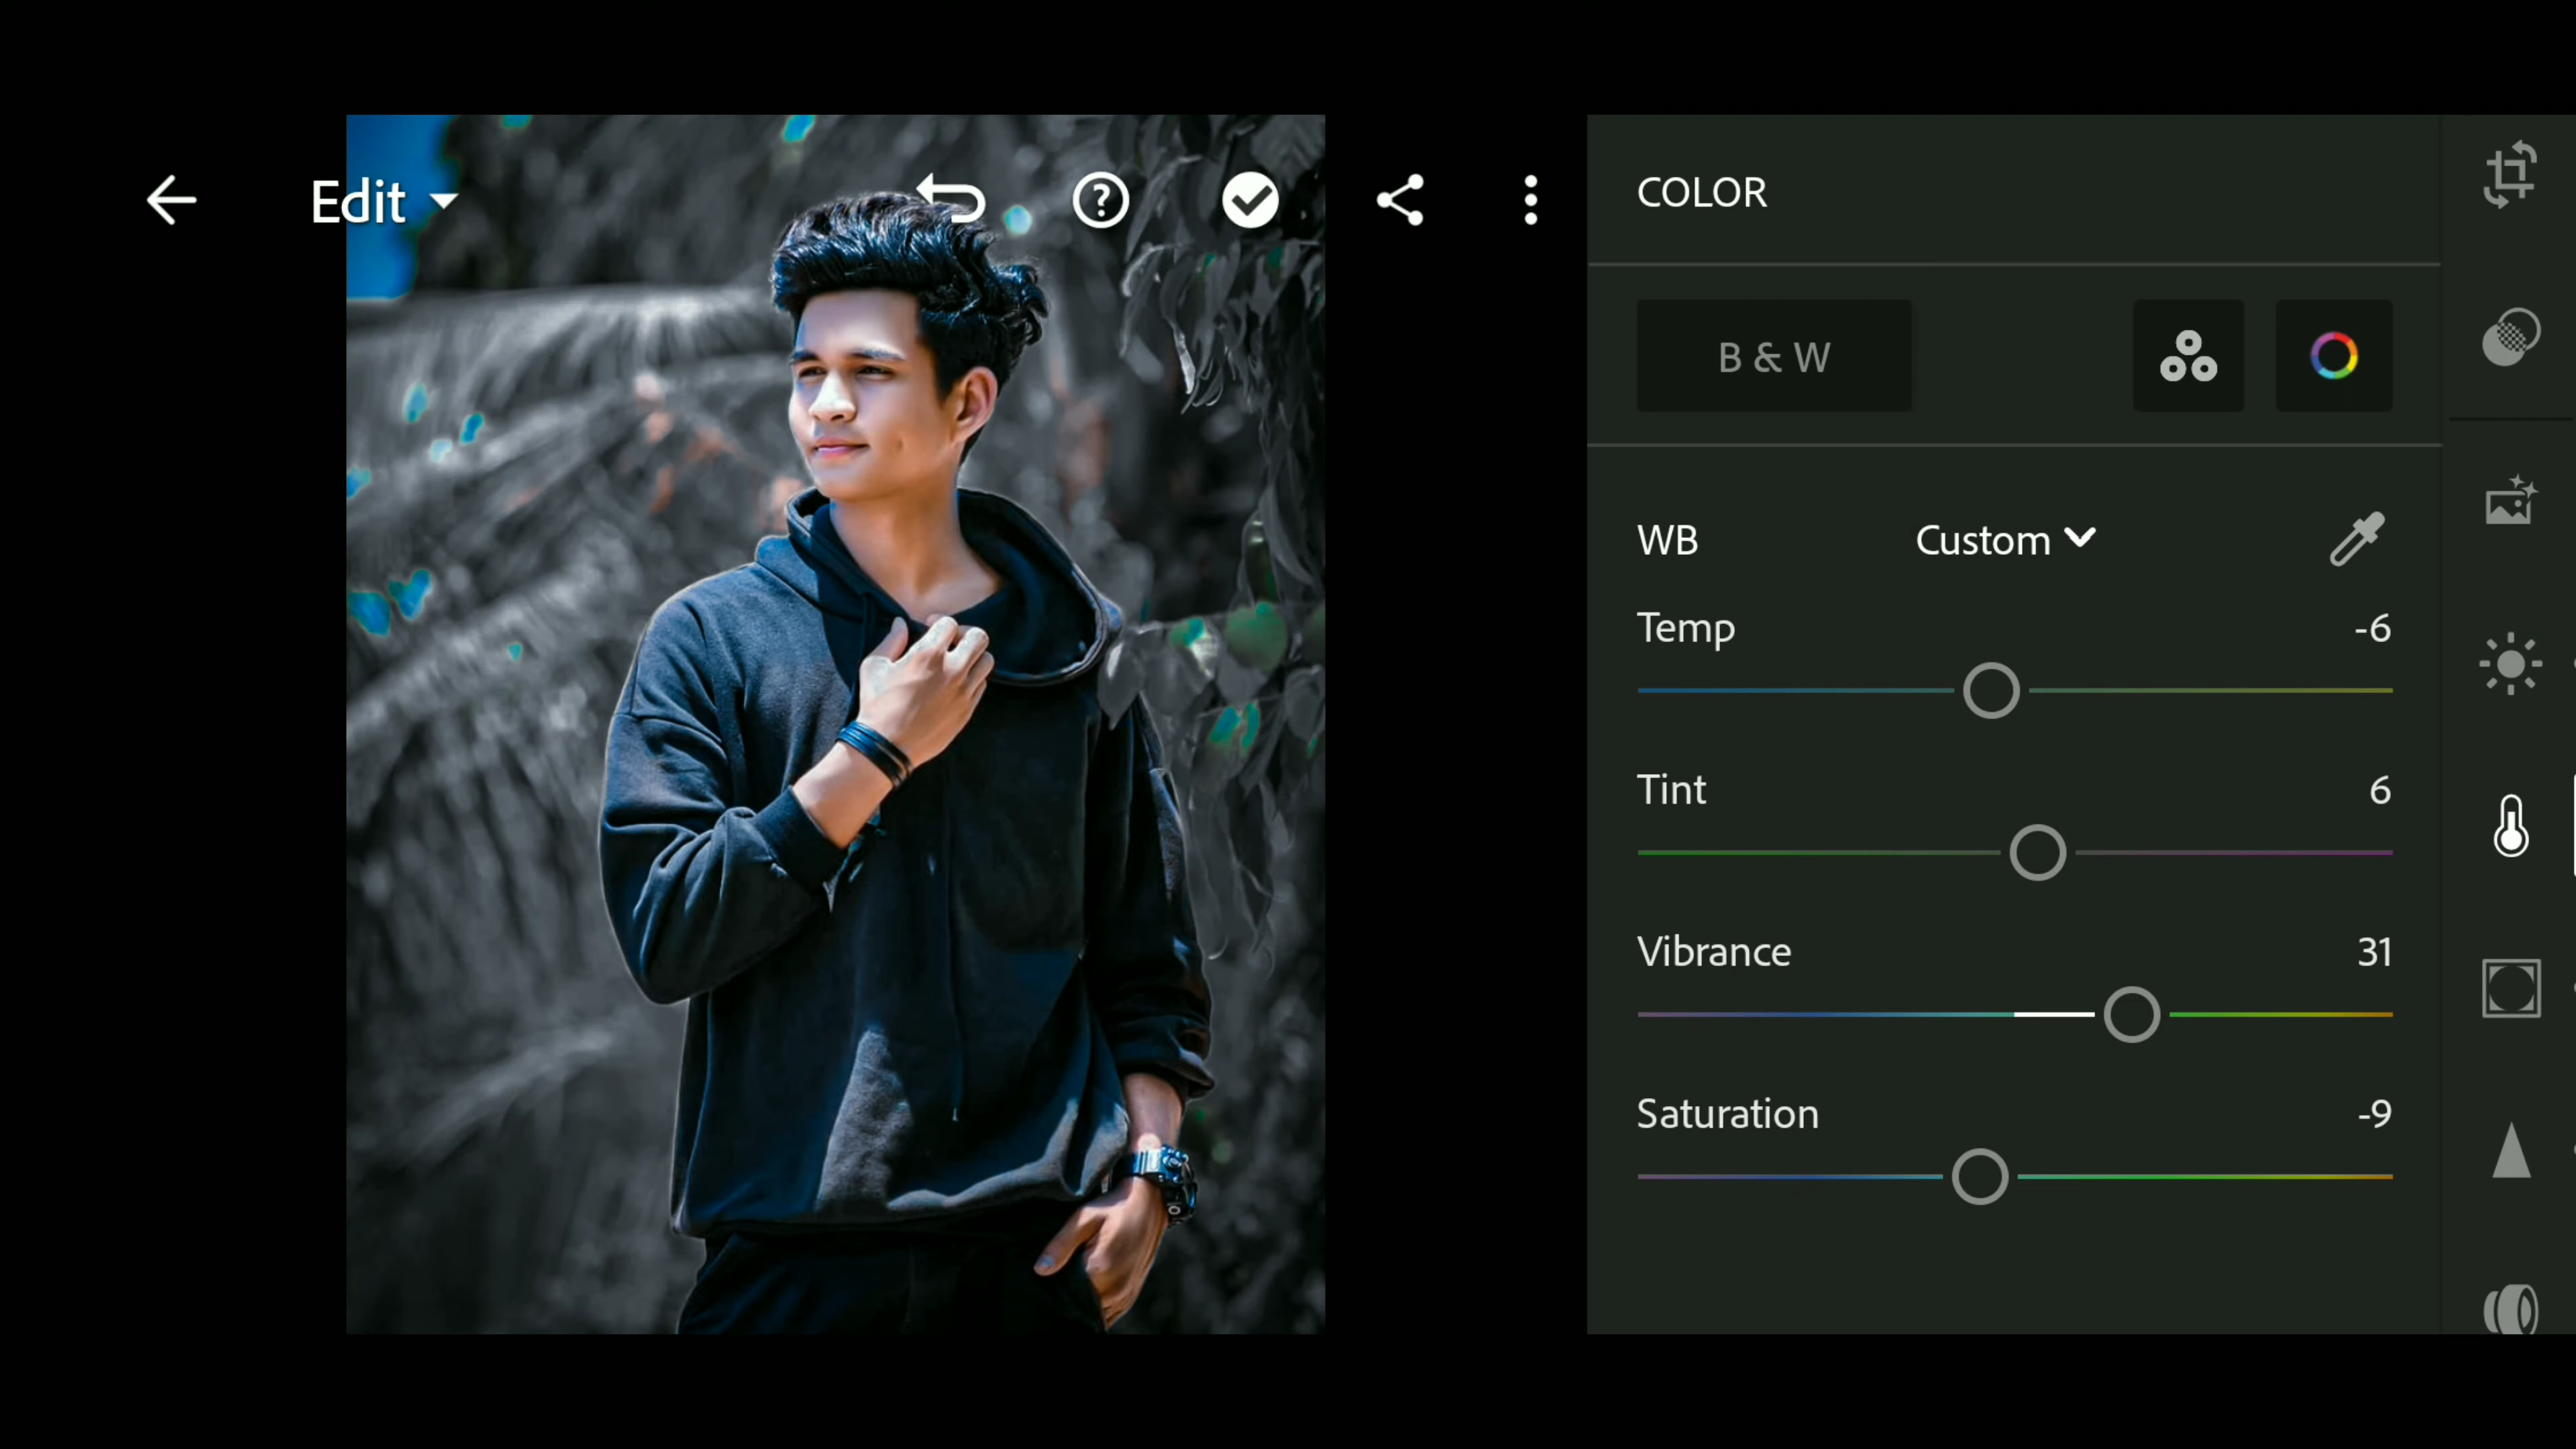 Edit
COLOR
B & W
WB Custom
Temp -6
Tint 6
Vibrance 31
Saturation -9